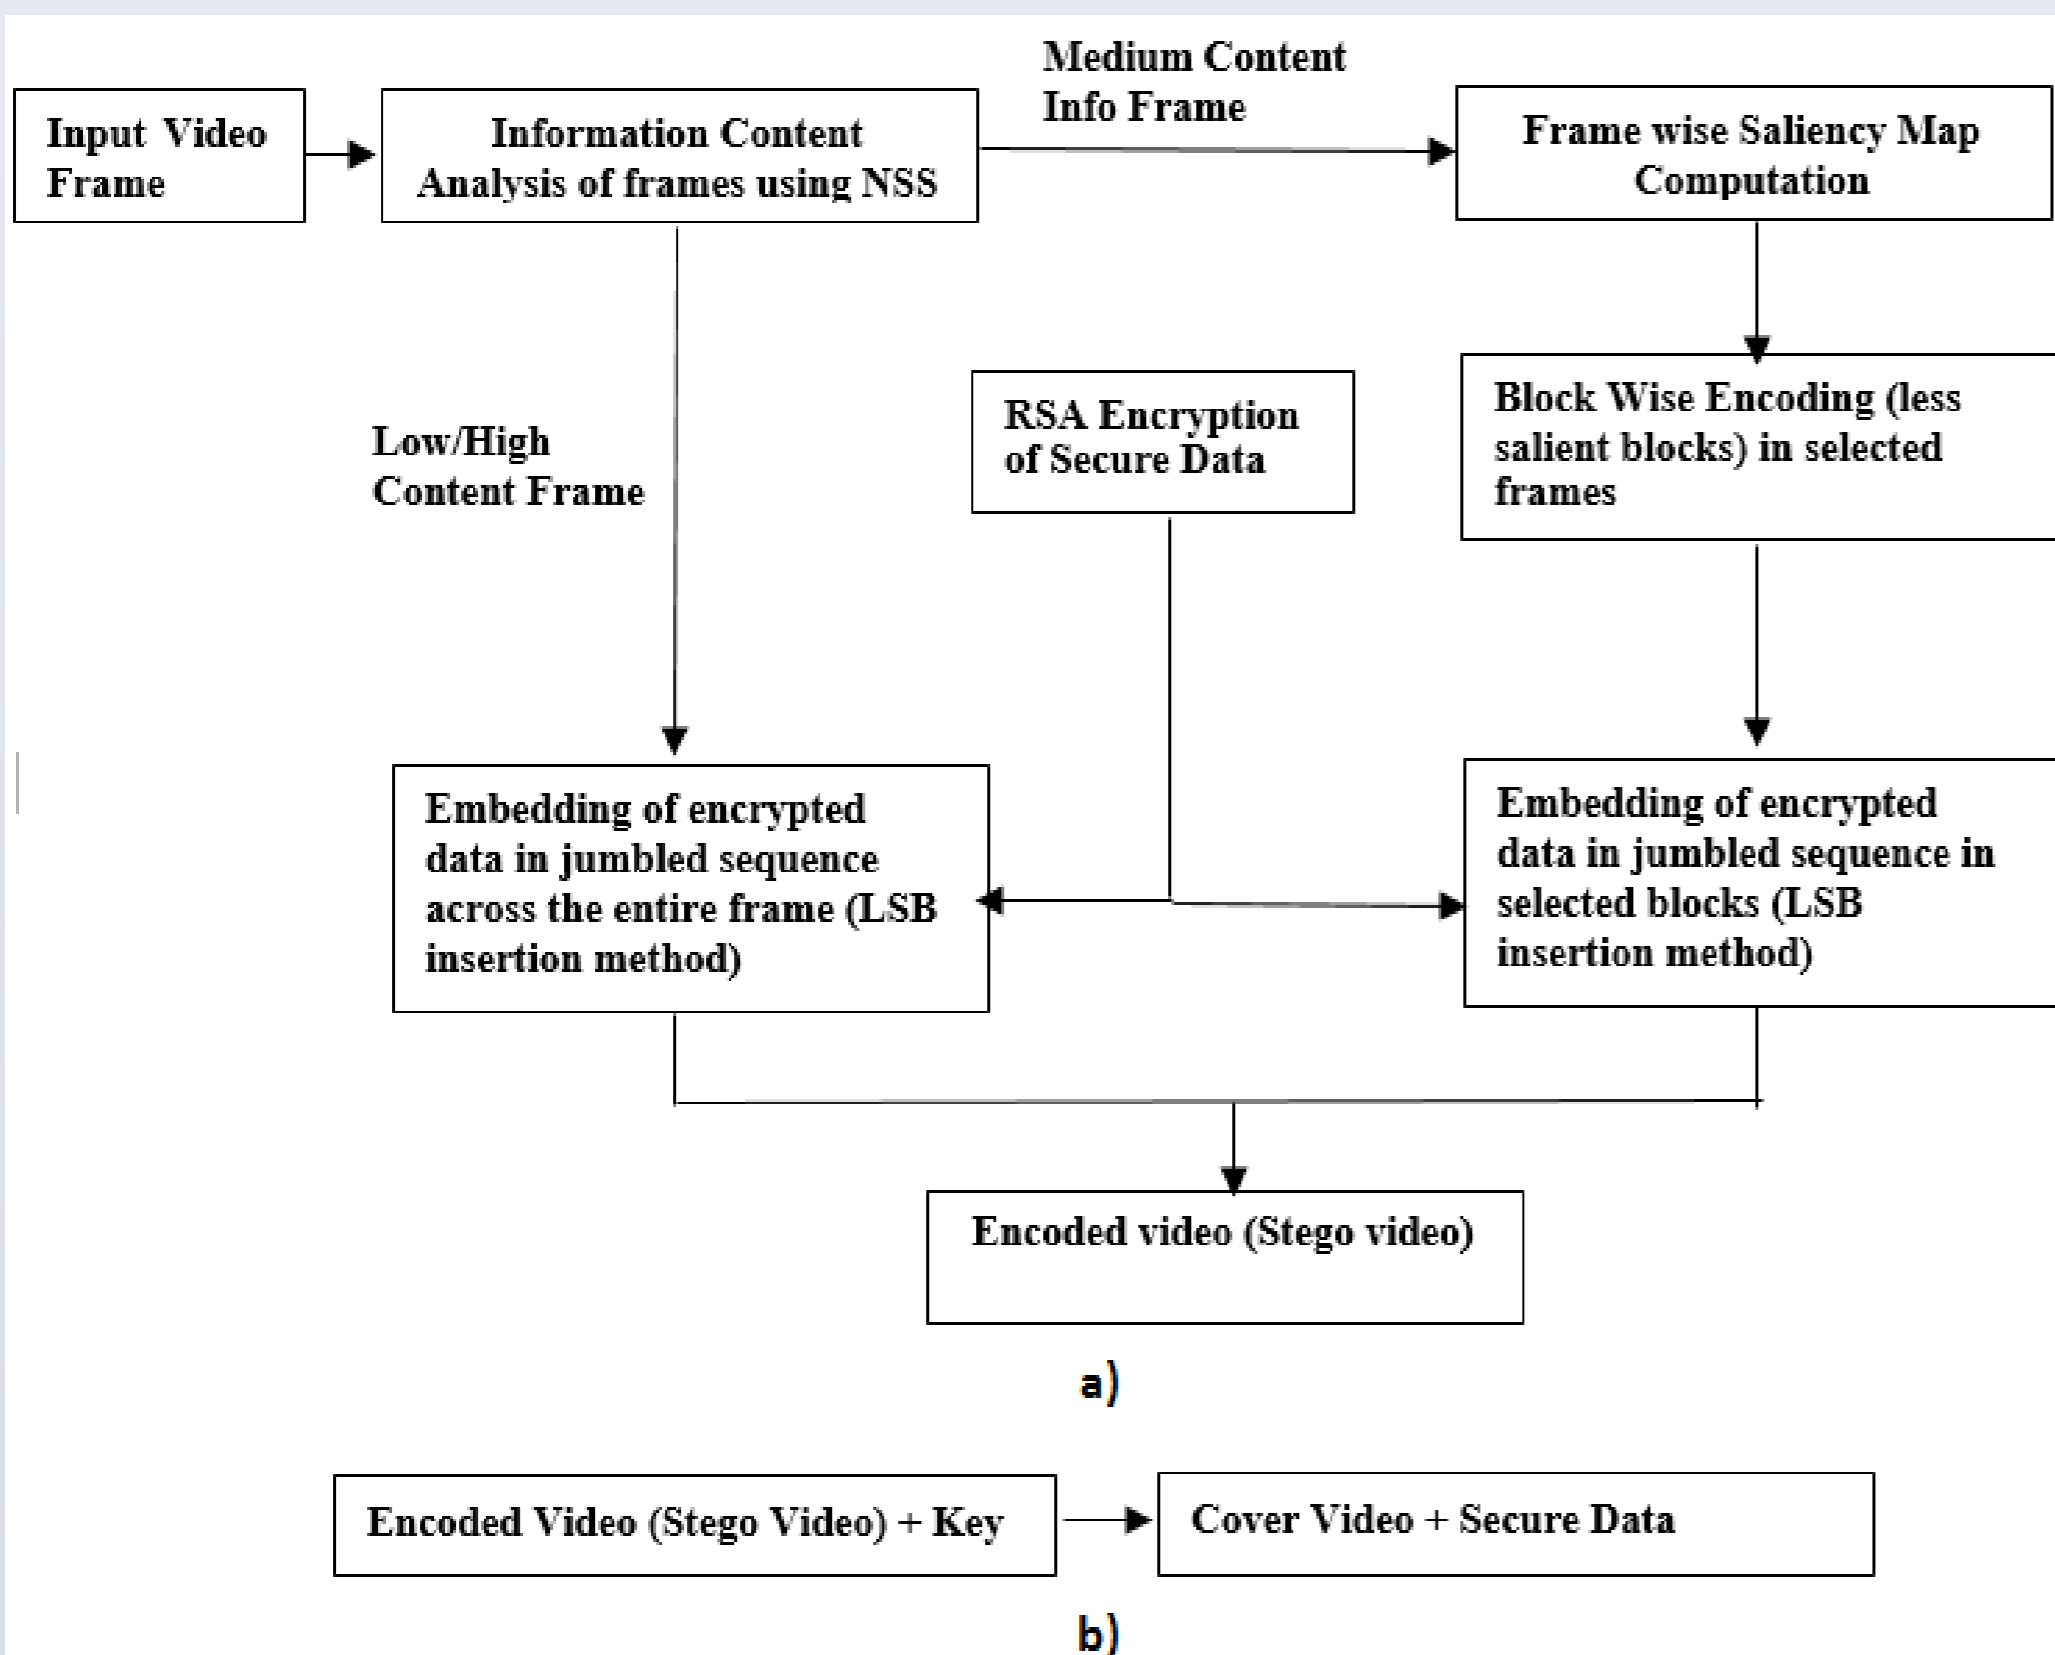 Medium Content
Info Frame
Input Video
Frame
Information Content
Analysis of frames using NSS
Frame wise Saliency Map
Computation
Low/High
Content Frame
RSA Encryption
of Secure Data
Block Wise Encoding (less
salient blocks) in selected
frames
Embedding of encrypted
data in jumbled sequence
across the entire frame (LSB
insertion method)
Embedding of encrypted
data in jumbled sequence in
selected blocks (LSB
insertion method)
Encoded video (Stego video)
a)
Encoded Video (Stego Video) + Key
Cover Video + Secure Data
b)